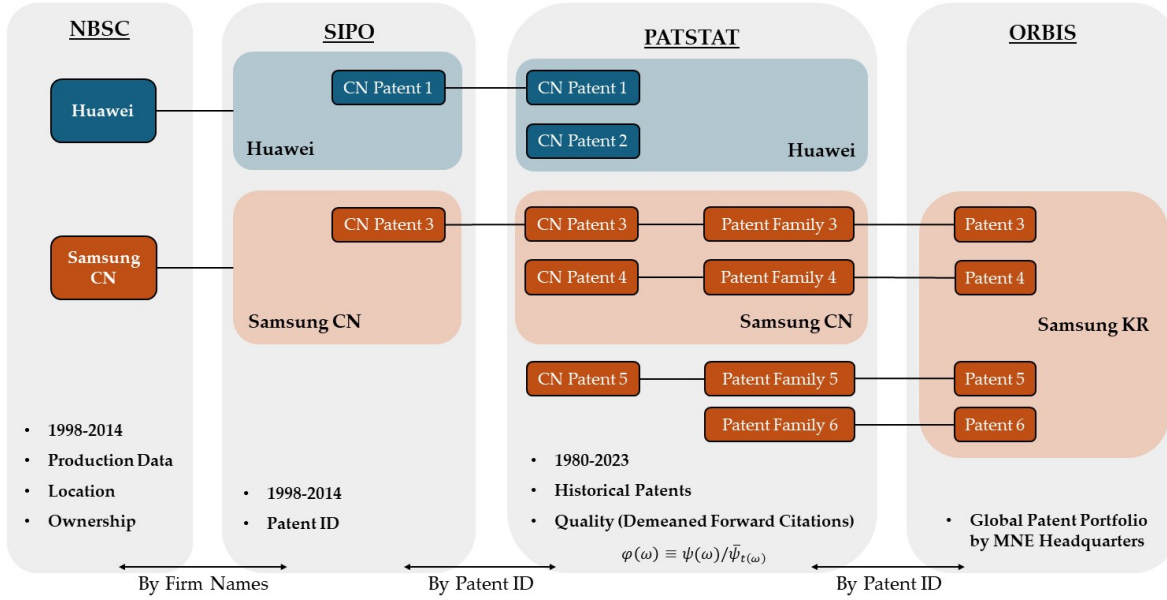 NBSC
SIPO
PATSTAT
ORBIS
Huawei
CN Patent 1
Huawei
CN Patent 1
CN Patent 2
Huawei
Samsung
CN
CN Patent 3
Samsung CN
CN Patent 3
Patent Family 3
CN Patent 4
Patent Family 4
Samsung CN
CN Patent 5
Patent Family 5
Patent Family 6
Patent 3
Patent 4
Samsung KR
Patent 5
Patent 6
• 1998-2014
• Production Data
• Location
• Ownership
• 1998-2014
• Patent ID
• 1980-2023
• Historical Patents
• Quality (Demeaned Forward Citations)
φ(ω) ≡ ψ(ω)/ψ̄_{t(ω)}
• Global Patent Portfolio
by MNE Headquarters
By Firm Names
By Patent ID
By Patent ID